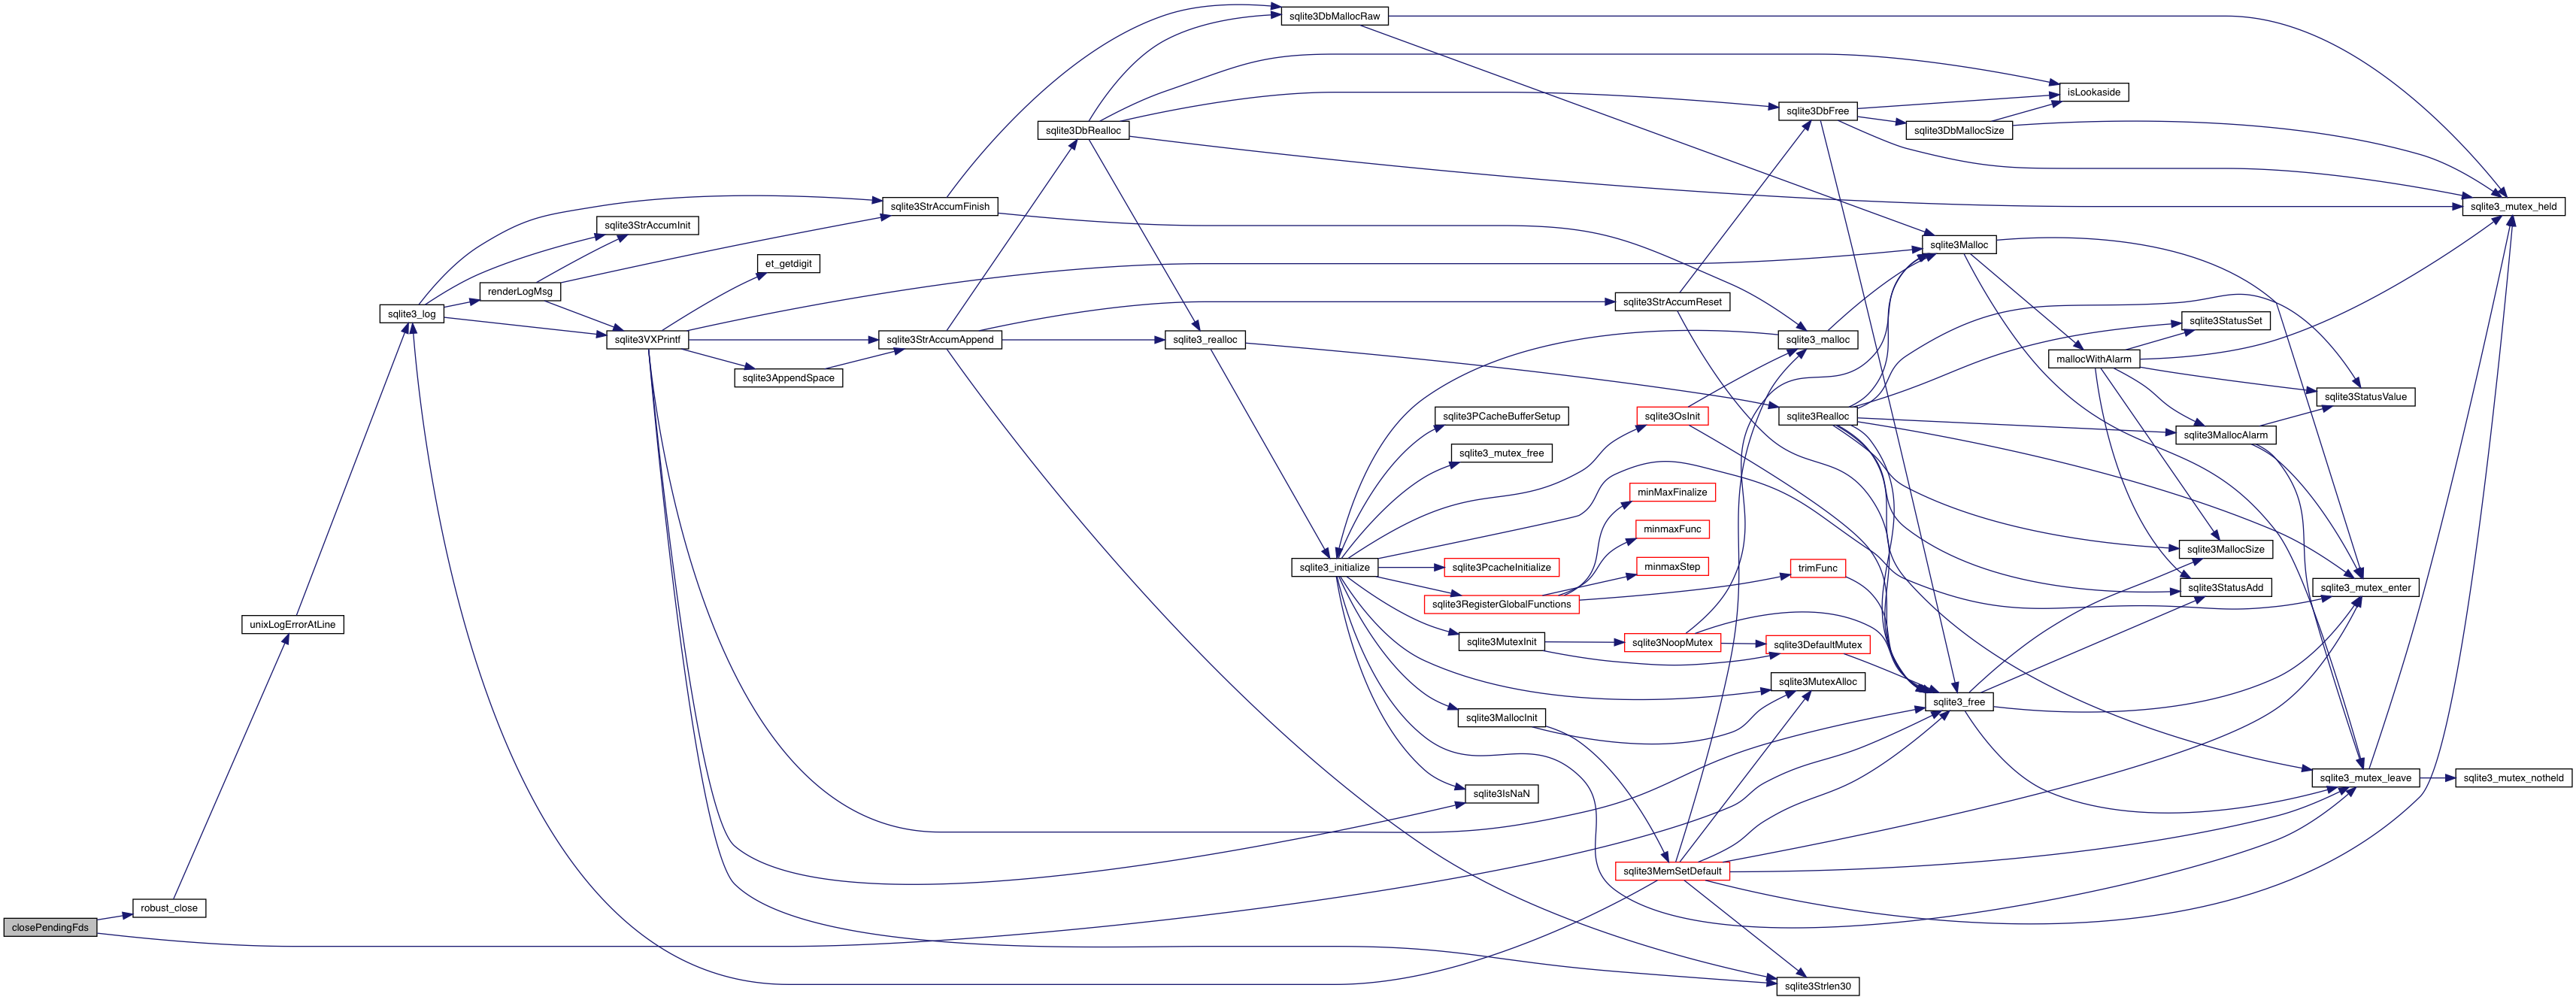 sqlite3DbMallocRaw
isLookaside
sqlite3DbFree
sqlite3DbRealloc
sqlite3DbMallocSize
sqlite3StrAccumFinish
sqlite3_mutex_held
sqlite3StrAccumInit
sqlite3Malloc
et_getdigit
renderLogMsg
sqlite3StrAccumReset
sqlite3_log
sqlite3StatusSet
sqlite3VXPrintf
sqlite3StrAccumAppend
sqlite3_realloc
sqlite3_malloc
mallocWithAlarm
sqlite3AppendSpace
sqlite3StatusValue
sqlite3PCacheBufferSetup
sqlite3OsInit
sqlite3Realloc
sqlite3MallocAlarm
sqlite3_mutex_free
minMaxFinalize
minmaxFunc
sqlite3MallocSize
sqlite3_initialize
sqlite3PcacheInitialize
minmaxStep
trimFunc
sqlite3StatusAdd
sqlite3_mutex_enter
sqlite3RegisterGlobalFunctions
unixLogErrorAtLine
sqlite3MutexInit
sqlite3NoopMutex
sqlite3DefaultMutex
sqlite3MutexAlloc
sqlite3_free
sqlite3MallocInit
sqlite3_mutex_leave
sqlite3_mutex_notheld
sqlite3IsNaN
sqlite3MemSetDefault
robust_close
closePendingFds
sqlite3Strlen30